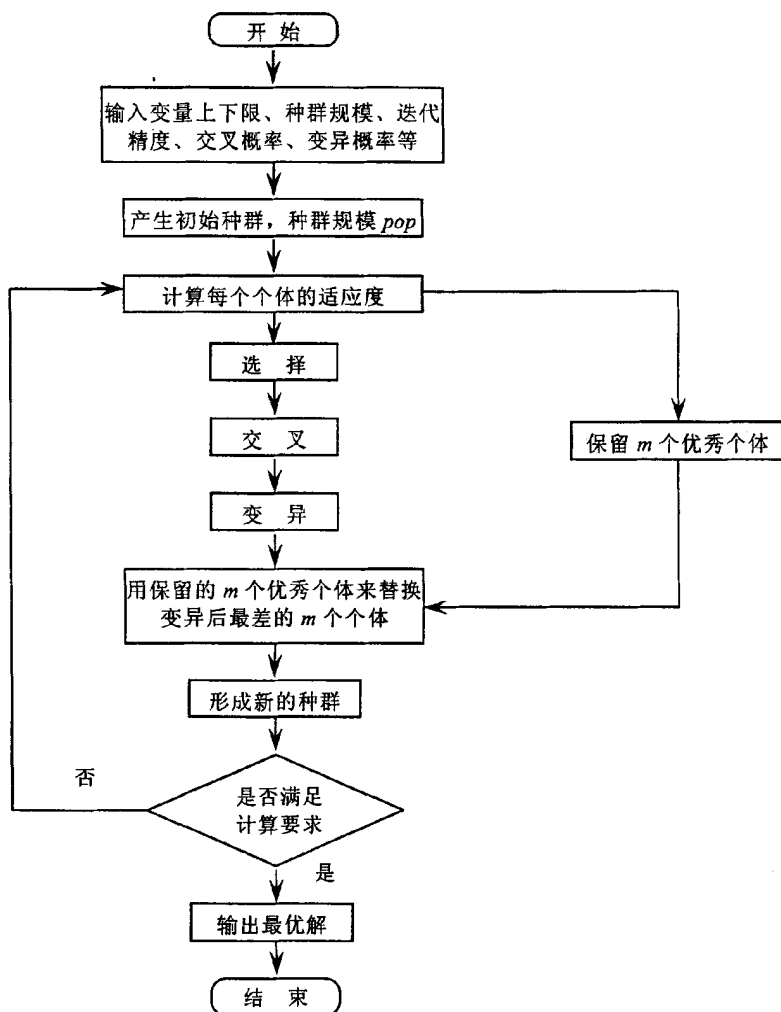 开 始
输入变量上下限、种群规模、迭代
精度、交叉概率、变异概率等
产生初始种群，种群规模 pop
计算每个个体的适应度
选 择
交 叉
保留 m 个优秀个体
变 异
用保留的 m 个优秀个体来替换
变异后最差的 m 个个体
形成新的种群
否
是否满足
计算要求
是
输出最优解
结 束